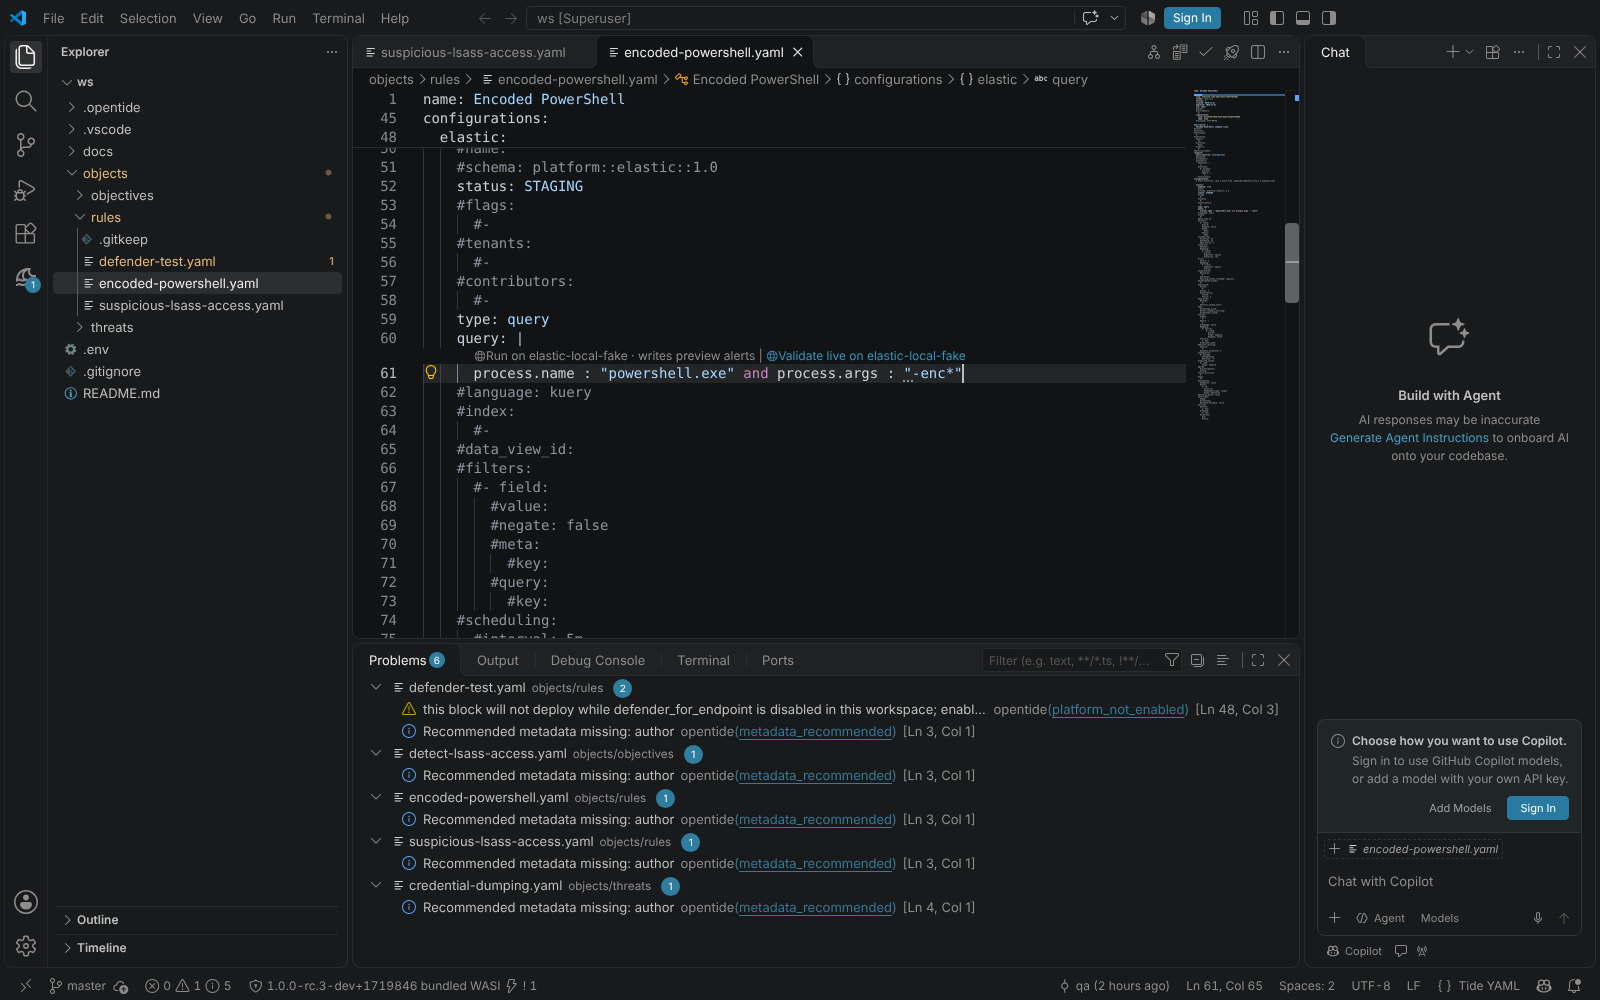 File Edit Selection View Go Run Terminal Help
ws [Superuser]
Sign In
Explorer
ws
.opentide
.vscode
docs
objects
objectives
rules
.gitkeep
defender-test.yaml 1
encoded-powershell.yaml
suspicious-lsass-access.yaml
threats
.env
.gitignore
README.md
1
Outline
Timeline
suspicious-lsass-access.yaml
encoded-powershell.yaml
objects > rules > encoded-powershell.yaml > Encoded PowerShell > {} configurations > {} elastic > abc query
1 name: Encoded PowerShell
45 configurations:
48 elastic:
50 #name:
51 #schema: platform::elastic::1.0
52 status: STAGING
53 #flags:
54 #-
55 #tenants:
56 #-
57 #contributors:
58 #-
59 type: query
60 query: |
Run on elastic-local-fake · writes preview alerts | Validate live on elastic-local-fake
61 process.name : "powershell.exe" and process.args : "-enc*"
62 #language: kuery
63 #index:
64 #-
65 #data_view_id:
66 #filters:
67 #- field:
68 #value:
69 #negate: false
70 #meta:
71 #key:
72 #query:
73 #key:
74 #scheduling:
75 #interval: 5m
Problems 6 Output Debug Console Terminal Ports
Filter (e.g. text, **/*.ts, !**/...
defender-test.yaml objects/rules 2
this block will not deploy while defender_for_endpoint is disabled in this workspace; enabl... opentide(platform_not_enabled) [Ln 48, Col 3]
Recommended metadata missing: author opentide(metadata_recommended) [Ln 3, Col 1]
detect-lsass-access.yaml objects/objectives 1
Recommended metadata missing: author opentide(metadata_recommended) [Ln 3, Col 1]
encoded-powershell.yaml objects/rules 1
Recommended metadata missing: author opentide(metadata_recommended) [Ln 3, Col 1]
suspicious-lsass-access.yaml objects/rules 1
Recommended metadata missing: author opentide(metadata_recommended) [Ln 3, Col 1]
credential-dumping.yaml objects/threats 1
Recommended metadata missing: author opentide(metadata_recommended) [Ln 4, Col 1]
Chat
Build with Agent
AI responses may be inaccurate
Generate Agent Instructions to onboard AI
onto your codebase.
Choose how you want to use Copilot.
Sign in to use GitHub Copilot models,
or add a model with your own API key.
Add Models Sign In
encoded-powershell.yaml
Chat with Copilot
Agent Models
Copilot
master 0 1 5 1.0.0-rc.3-dev+1719846 bundled WASI ! 1
qa (2 hours ago) Ln 61, Col 65 Spaces: 2 UTF-8 LF {} Tide YAML